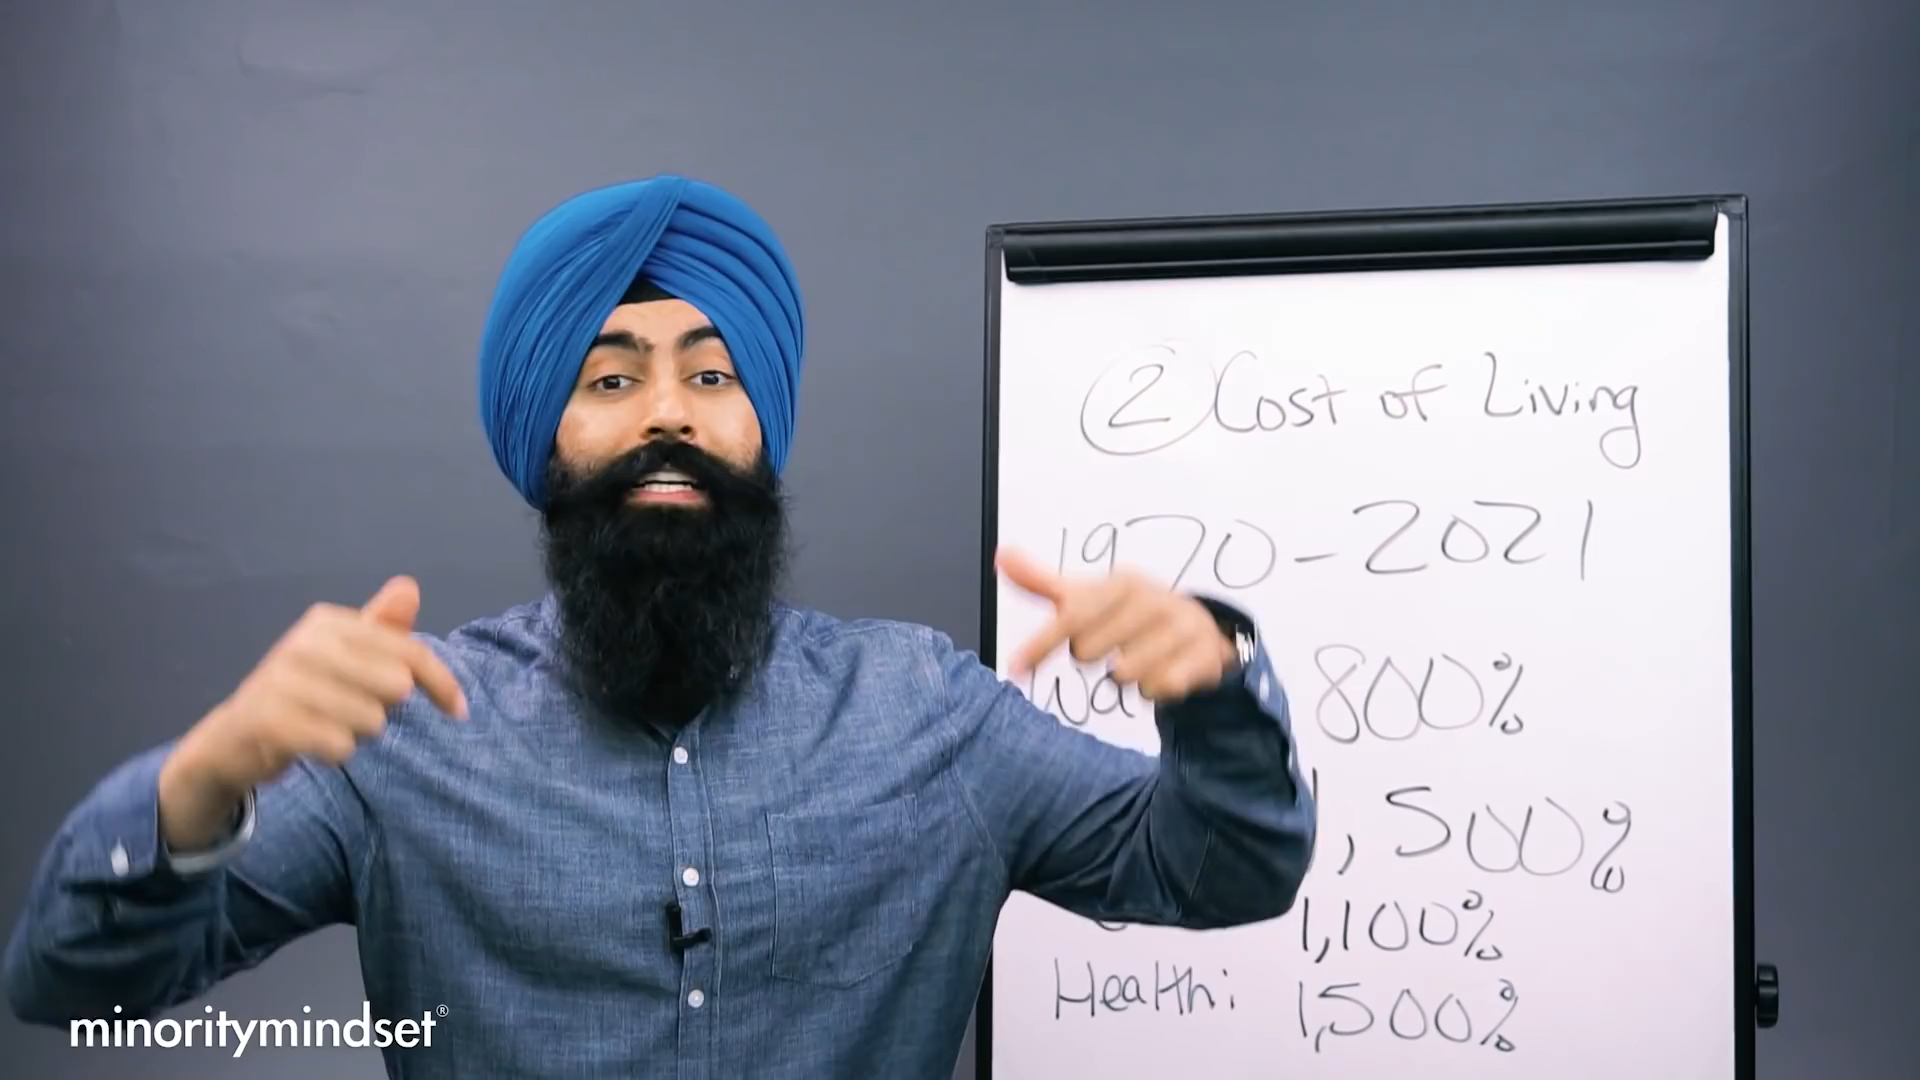 ② Cost of Living
1970-2021
800%
,500%
1,100%
Health: 1,500%
minoritymindset®